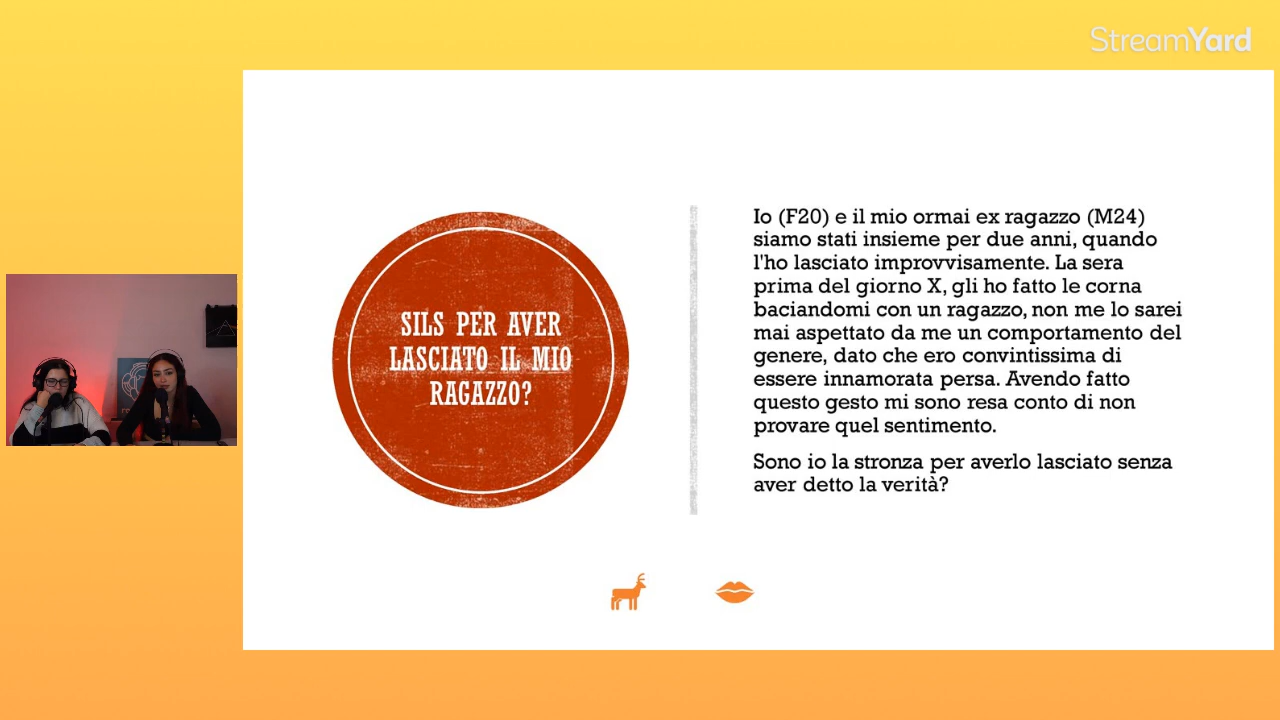 StreamYard
SILS PER AVER
LASCIATO IL MIO
RAGAZZO?
Io (F20) e il mio ormai ex ragazzo (M24)
siamo stati insieme per due anni, quando
l'ho lasciato improvvisamente. La sera
prima del giorno X, gli ho fatto le corna
baciandomi con un ragazzo, non me lo sarei
mai aspettato da me un comportamento del
genere, dato che ero convintissima di
essere innamorata persa. Avendo fatto
questo gesto mi sono resa conto di non
provare quel sentimento.
Sono io la stronza per averlo lasciato senza
aver detto la verità?